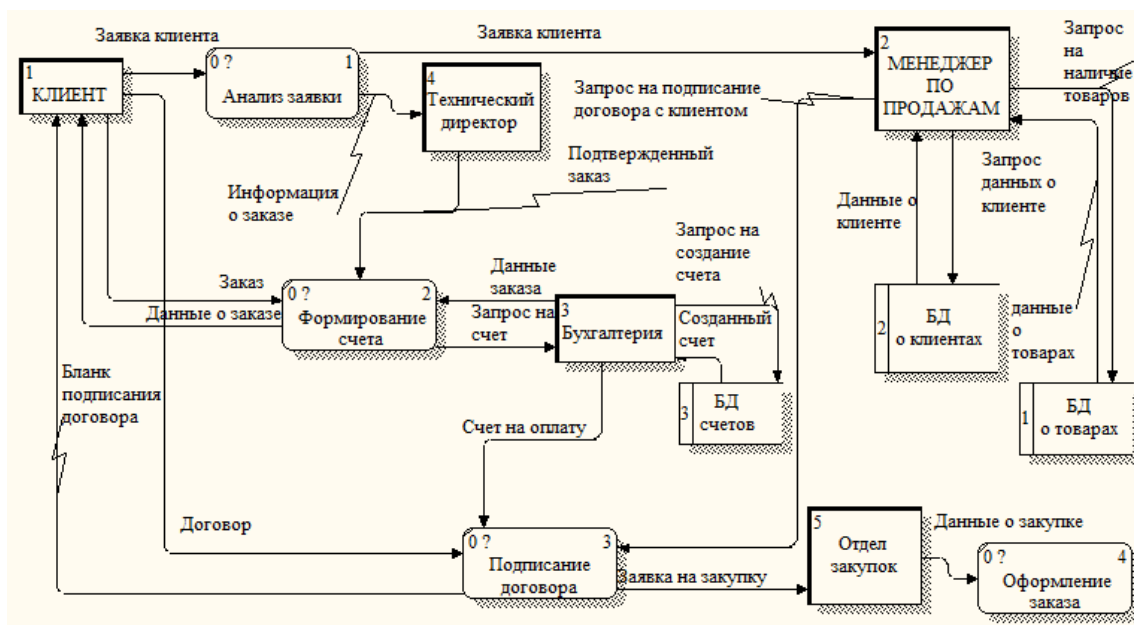 Заявка клиента
Заявка клиента
Запрос
на
наличие
товаров
1
КЛИЕНТ
0 ?
1
Анализ заявки
4
Технический
директор
2
МЕНЕДЖЕР
ПО
ПРОДАЖАМ
Запрос на подписание
договора с клиентом
Информация
о заказе
Подтвержденный
заказ
Данные о
клиенте
Запрос
данных о
клиенте
Запрос на
создание
счета
Заказ
Данные о заказе
0 ?
2
Формирование
счета
Данные
заказа
Запрос на
счет
3
Бухгалтерия
Созданный
счет
2
БД
о клиентах
данные
о
товарах
3
БД
счетов
1
БД
о товарах
Бланк
подписания
договора
Счет на оплату
Договор
0 ?
3
Подписание
договора
Заявка на закупку
5
Отдел
закупок
Данные о закупке
0 ?
4
Оформление
заказа